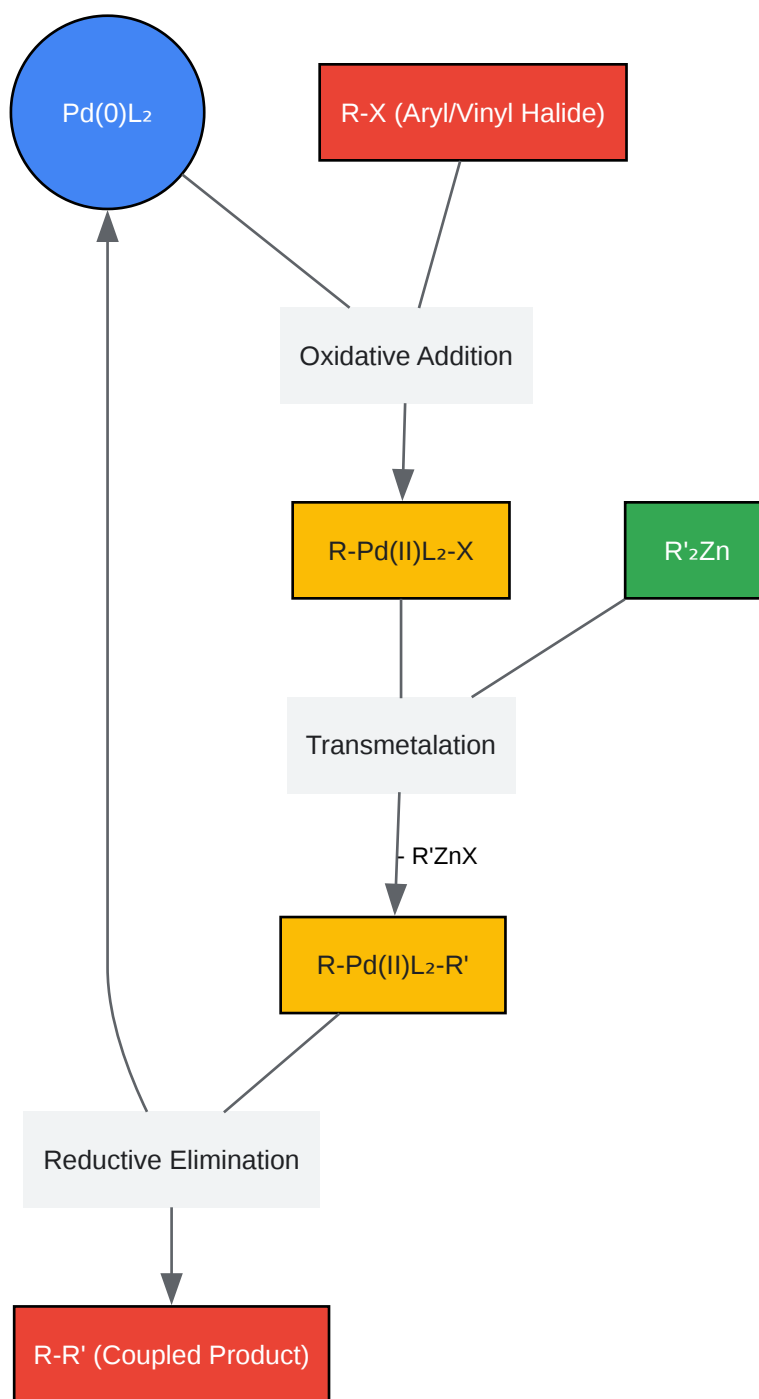 Pd(0)L₂
R-X (Aryl/Vinyl Halide)
Oxidative Addition
R-Pd(II)L₂-X
R'₂Zn
Transmetalation
- R'ZnX
R-Pd(II)L₂-R'
Reductive Elimination
R-R' (Coupled Product)